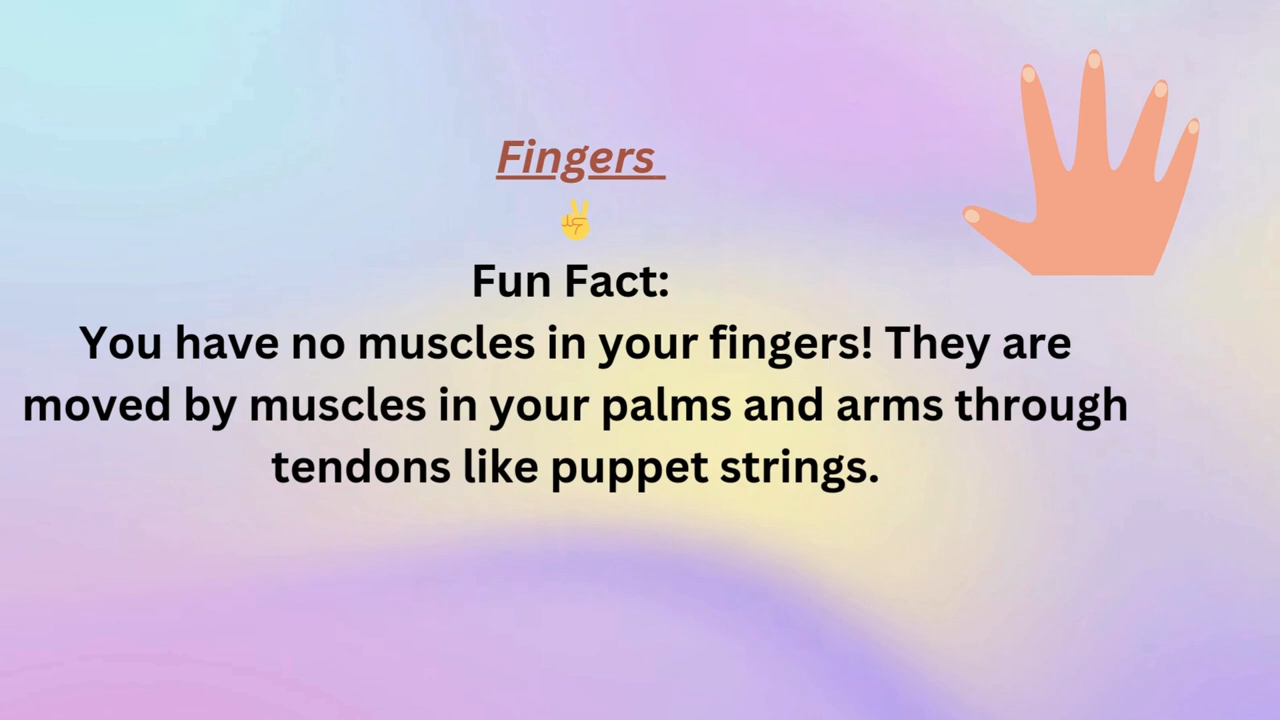 Fingers
✌
Fun Fact:
You have no muscles in your fingers! They are
moved by muscles in your palms and arms through
tendons like puppet strings.